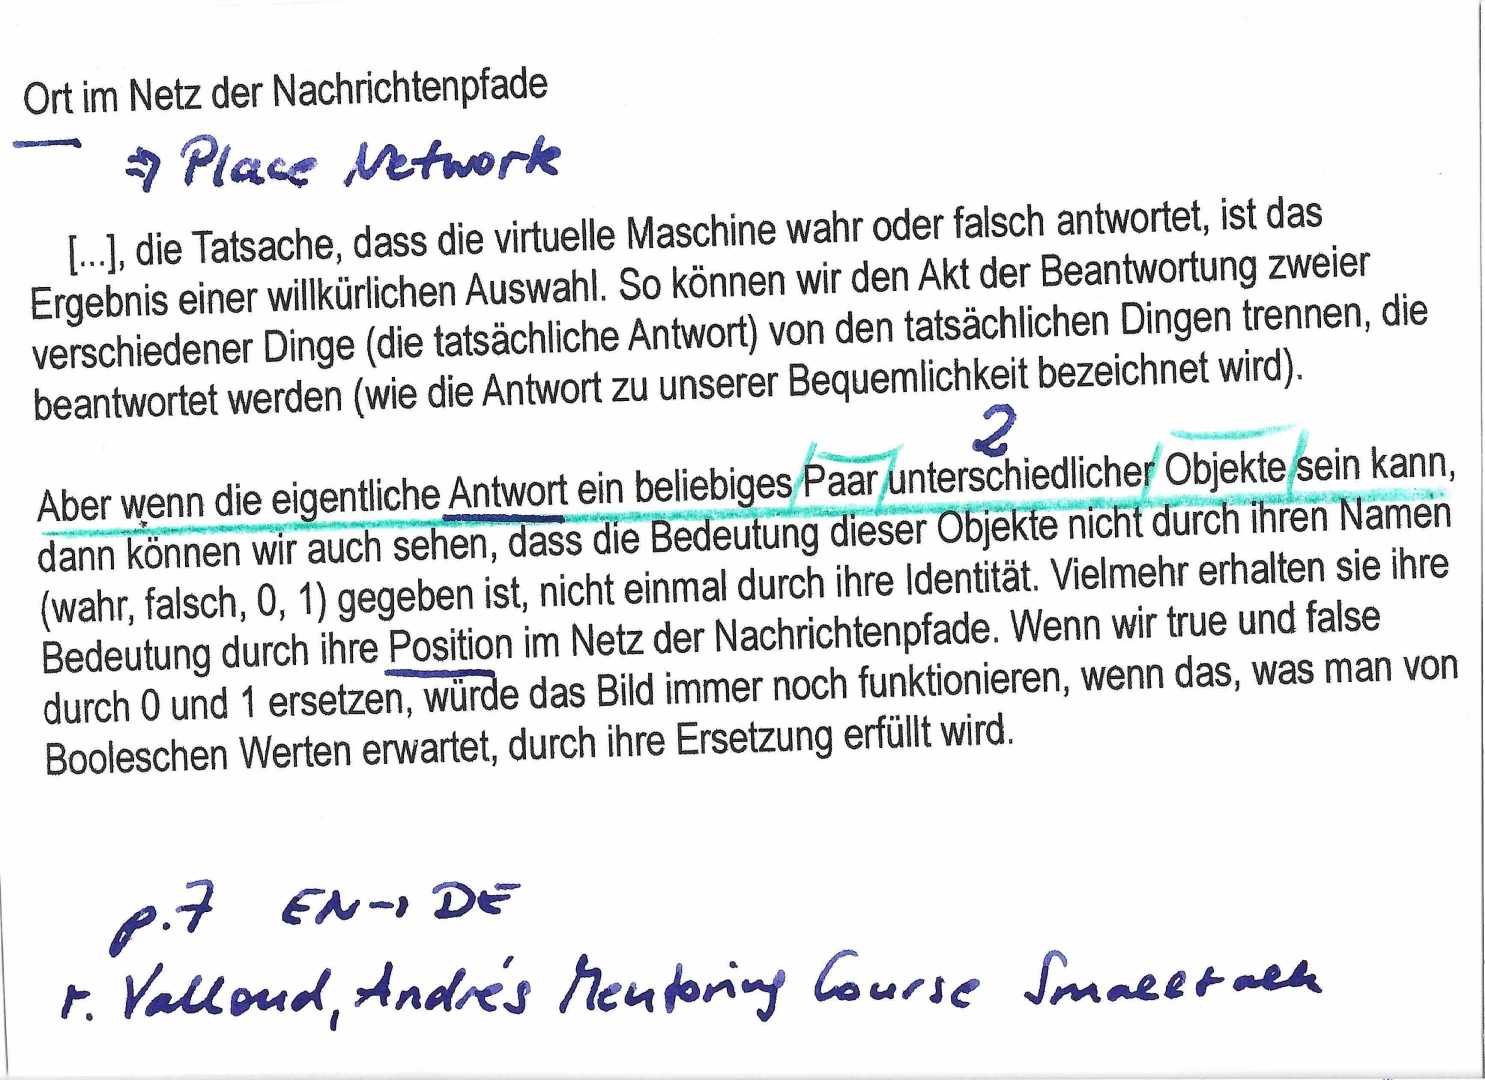 Ort im Netz der Nachrichtenpfade
⇒ Place Network
[...], die Tatsache, dass die virtuelle Maschine wahr oder falsch antwortet, ist das
Ergebnis einer willkürlichen Auswahl. So können wir den Akt der Beantwortung zweier
verschiedener Dinge (die tatsächliche Antwort) von den tatsächlichen Dingen trennen, die
beantwortet werden (wie die Antwort zu unserer Bequemlichkeit bezeichnet wird).
2
Aber wenn die eigentliche Antwort ein beliebiges Paar unterschiedlicher Objekte sein kann,
dann können wir auch sehen, dass die Bedeutung dieser Objekte nicht durch ihren Namen
(wahr, falsch, 0, 1) gegeben ist, nicht einmal durch ihre Identität. Vielmehr erhalten sie ihre
Bedeutung durch ihre Position im Netz der Nachrichtenpfade. Wenn wir true und false
durch 0 und 1 ersetzen, würde das Bild immer noch funktionieren, wenn das, was man von
Booleschen Werten erwartet, durch ihre Ersetzung erfüllt wird.
p.7 EN→DE
r. Valloud, Andrés Mentoring Course Smalltalk